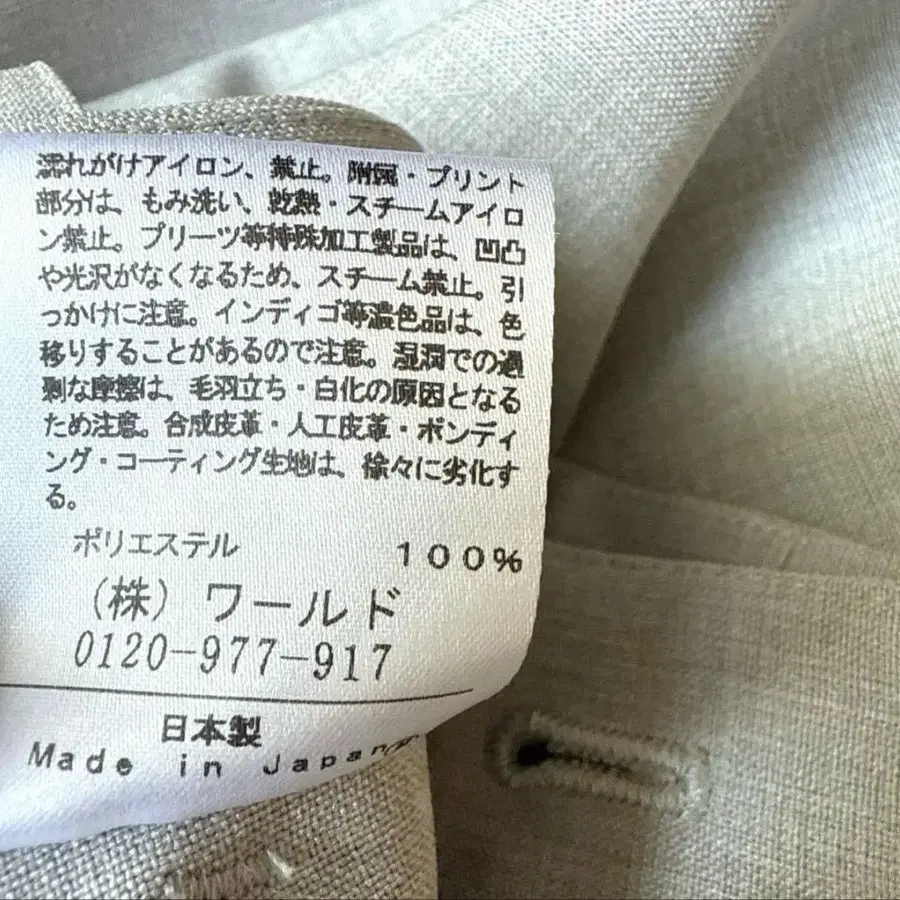 濡れがけアイロン、禁止。附属・プリント
部分は、もみ洗い、乾熱・スチームアイロ
ン禁止。プリーツ等特殊加工製品は、凹凸
や光沢がなくなるため、スチーム禁止。引
っかけに注意。インディゴ等濃色品は、色
移りすることがあるので注意。湿潤での過
剰な摩擦は、毛羽立ち・白化の原因となる
ため注意。合成皮革・人工皮革・ボンディ
ング・コーティング生地は、徐々に劣化す
る。
ポリエステル 100%
(株) ワールド
0120-977-917
日本製
Made in Japan